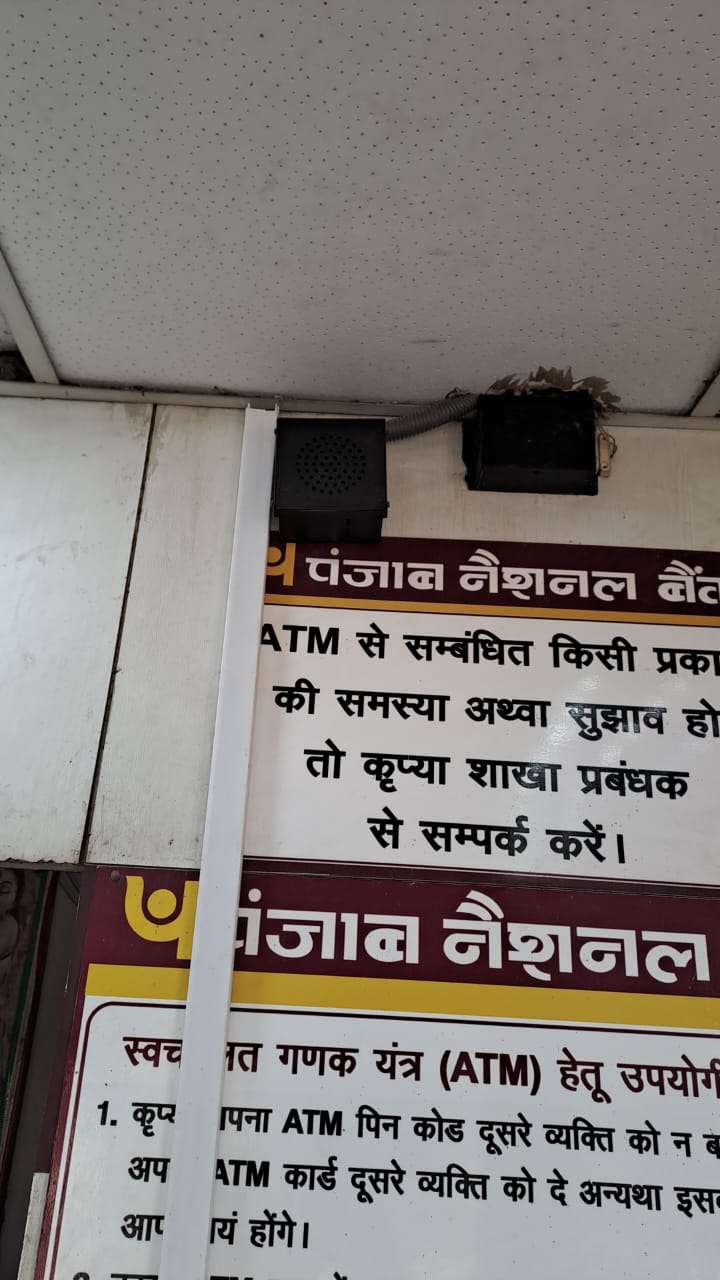 पंजाब नैशनल
ATM से सम्बंधित किसी
की समस्या अथ्वा सुझाव हो
तो कृप्या शाखा प्रबंधक
से सम्पर्क करें।
पंजाब नैशनल
गणक यंत्र (ATM) हेतू
1. ATM पिन कोड दूसरे व्यक्ति को न
ATM कार्ड दूसरे व्यक्ति को दे अन्यथा
होंगे।